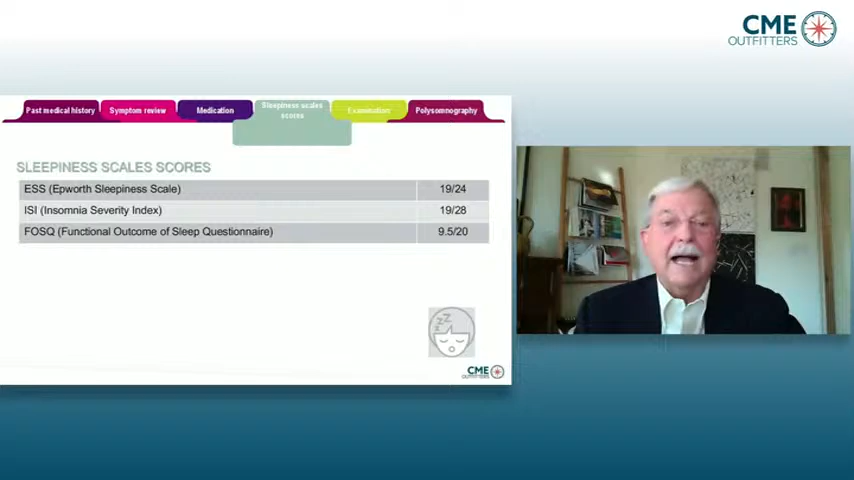 CME
OUTFITTERS
Past medical history
Symptom review
Medication
Sleepiness scales
scores
Examination
Polysomnography
SLEEPINESS SCALES SCORES
ESS (Epworth Sleepiness Scale) 19/24
ISI (Insomnia Severity Index) 19/28
FOSQ (Functional Outcome of Sleep Questionnaire) 9.5/20
zzz
CME
OUTFITTERS